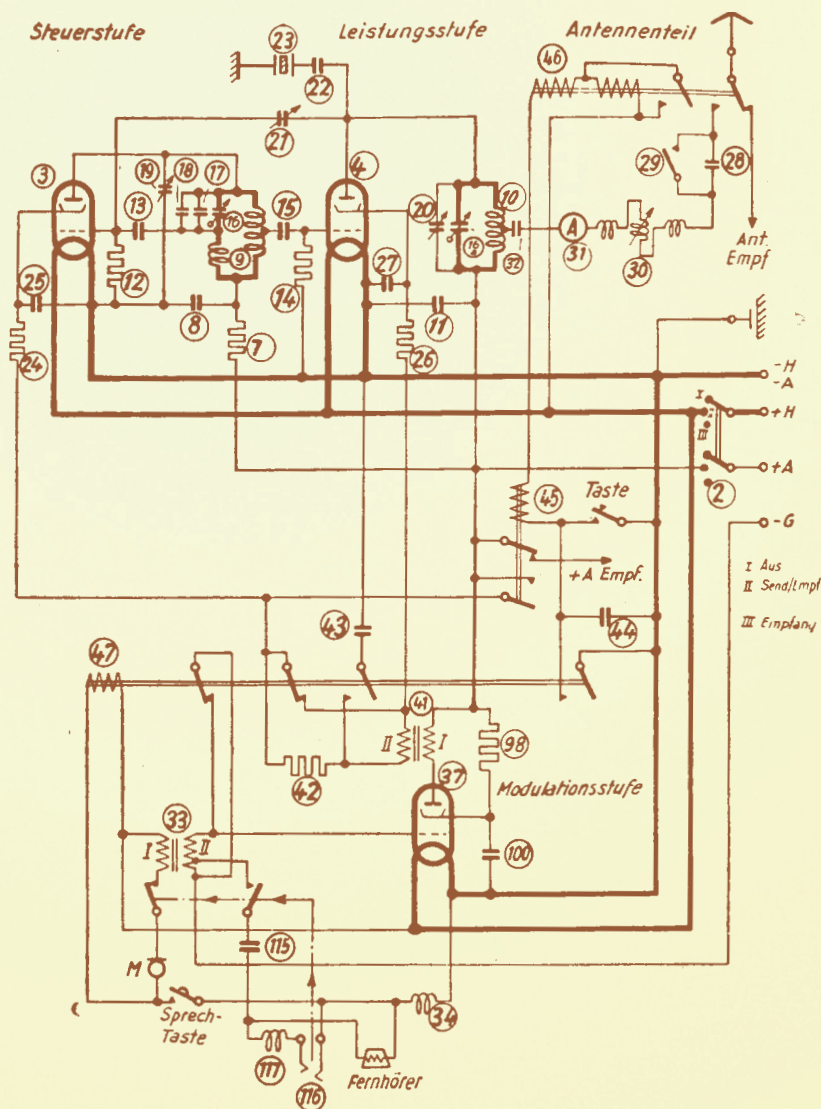 Steuerstufe
Leistungsstufe
Antennenteil
23
22
46
21
3
4
19
18
17
16
29
28
13
15
20
10
A
9
16
32
31
30
Ant.
Empf
12
14
27
25
8
11
24
7
26
-H
-A
I
+H
III
+A
2
45
Taste
-G
+A Empf.
I Aus
II Send/Empf
III Empfang
43
44
47
41
II
I
98
42
37
Modulationsstufe
33
I
II
100
115
M
Sprech-
Taste
34
117
116
Fernhörer